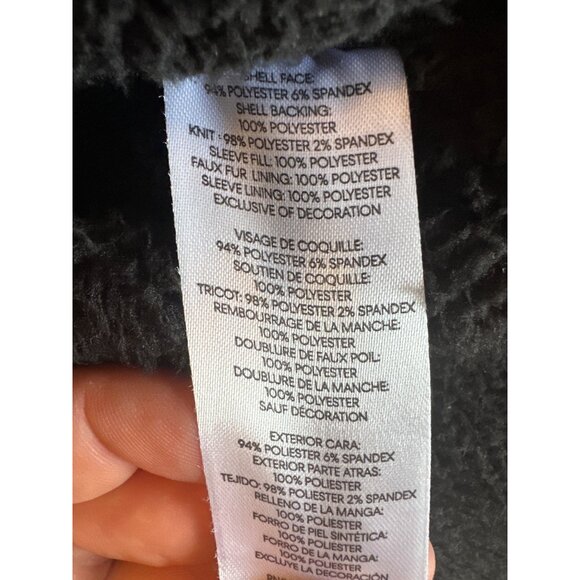 SHELL FACE:
94% POLYESTER 6% SPANDEX
SHELL BACKING:
100% POLYESTER
KNIT : 98% POLYESTER 2% SPANDEX
SLEEVE FILL: 100% POLYESTER
FAUX FUR LINING: 100% POLYESTER
SLEEVE LINING: 100% POLYESTER
EXCLUSIVE OF DECORATION
VISAGE DE COQUILLE:
94% POLYESTER 6% SPANDEX
SOUTIEN DE COQUILLE:
100% POLYESTER
TRICOT: 98% POLYESTER 2% SPANDEX
REMBOURRAGE DE LA MANCHE:
100% POLYESTER
DOUBLURE DE FAUX POIL:
100% POLYESTER
DOUBLURE DE LA MANCHE:
100% POLYESTER
SAUF DÉCORATION
EXTERIOR CARA:
94% POLIESTER 6% SPANDEX
EXTERIOR PARTE ATRAS:
100% POLIESTER
TEJIDO: 98% POLIESTER 2% SPANDEX
RELLENO DE LA MANGA:
100% POLIESTER
FORRO DE PIEL SINTÉTICA:
100% POLIESTER
FORRO DE LA MANGA:
100% POLIESTER
EXCLUYE LA DECORACIÓN